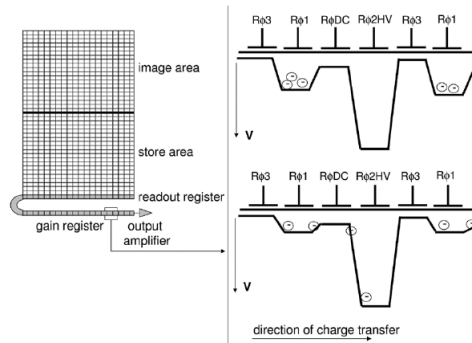 image area
store area
readout register
gain register
output
amplifier
Rϕ3 Rϕ1 RϕDC Rϕ2HV Rϕ3 Rϕ1
V
Rϕ3 Rϕ1 RϕDC Rϕ2HV Rϕ3 Rϕ1
V
direction of charge transfer